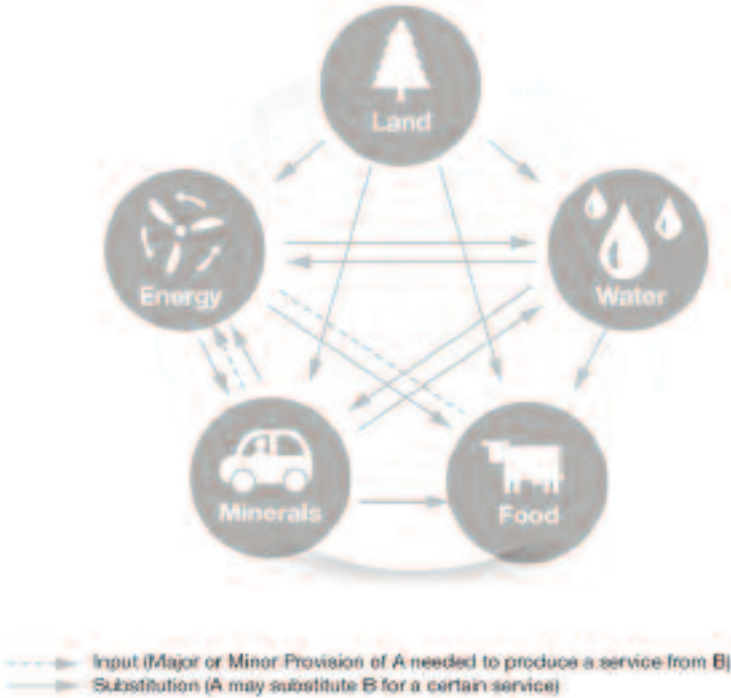 Land
Energy
Water
Minerals
Food
Input (Major or Minor Provision of A needed to produce a service from B)
Substitution (A may substitute B for a certain service)